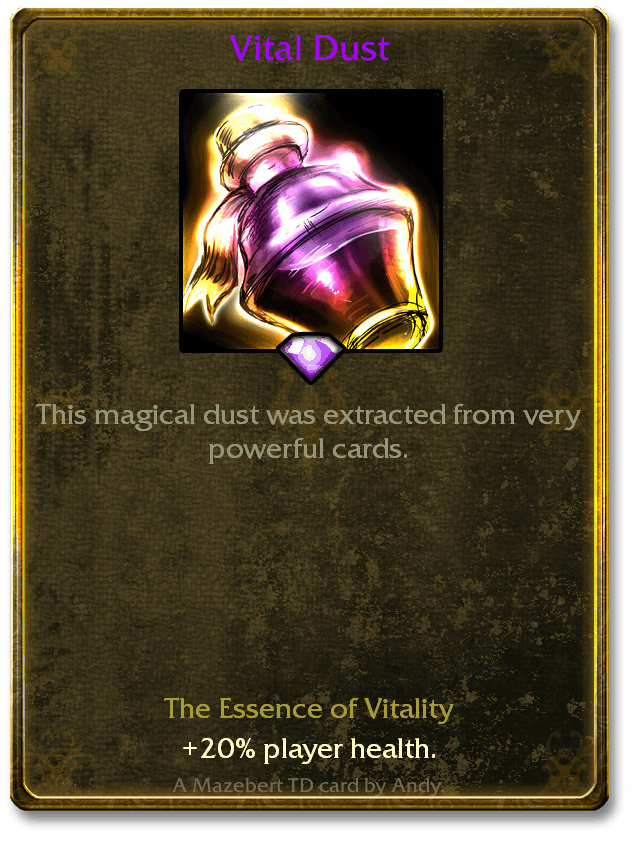 Vital Dust
This magical dust was extracted from very
powerful cards.
The Essence of Vitality
+20% player health.
A Mazebert TD card by Andy.